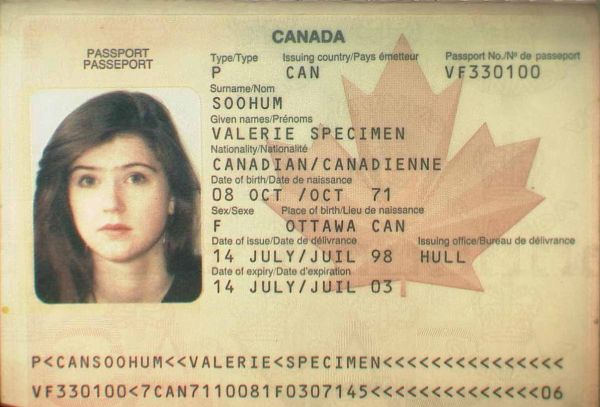 CANADA
PASSPORT
PASSEPORT
Type/Type Issuing country/Pays émetteur Passport No./Nº de passeport
P CAN VF330100
Surname/Nom
SOOHUM
Given names/Prénoms
VALERIE SPECIMEN
Nationality/Nationalité
CANADIAN/CANADIENNE
Date of birth/Date de naissance
08 OCT /OCT 71
Sex/Sexe Place of birth/Lieu de naissance
F OTTAWA CAN
Date of issue/Date de délivrance Issuing office/Bureau de délivrance
14 JULY/JUIL 98 HULL
Date of expiry/Date d'expiration
14 JULY/JUIL 03
P<CANSOOHUM<<VALERIE<SPECIMEN<<<<<<<<<<<<<<<
VF330100<7CAN7110081F0307145<<<<<<<<<<<<<<06